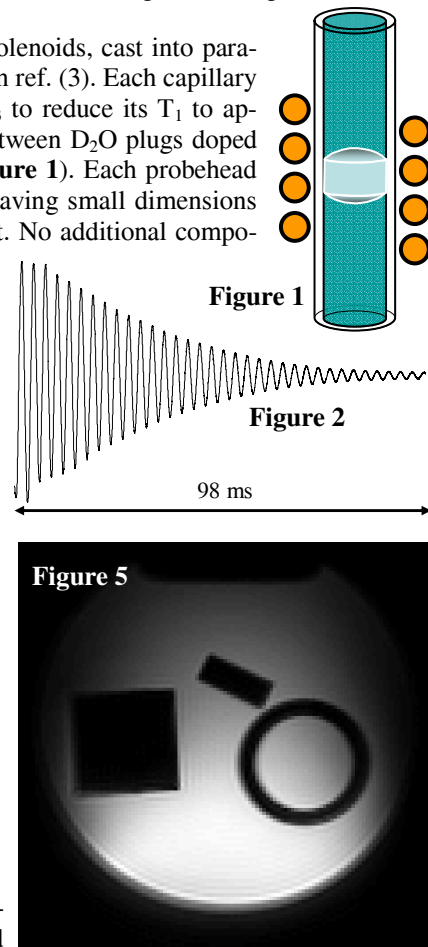 olenoids, cast into para-
n ref. (3). Each capillary
to reduce its T₁ to ap-
etween D₂O plugs doped
ure 1). Each probehead
aving small dimensions
t. No additional compo-
Figure 1
Figure 2
98 ms
Figure 5